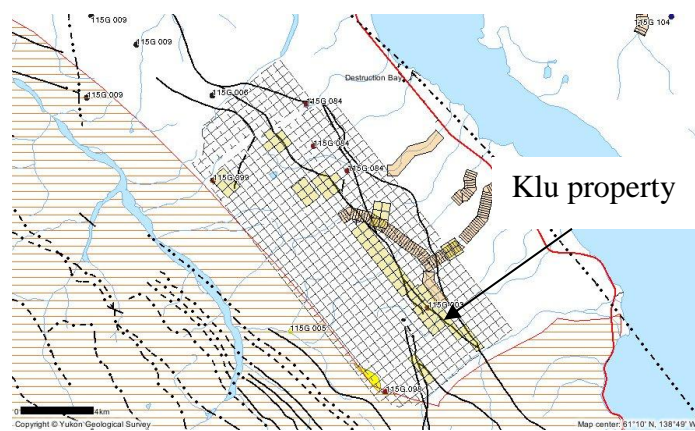 115G 009
115G 104
115G 009
Destruction Bay
115G 009
115G 006
115G 084
115G 084
115G 084
115G 099
Klu property
115G 003
115G 005
115G 098
0
4km
Copyright © Yukon Geological Survey
Map center: 61°10' N, 138°49' W